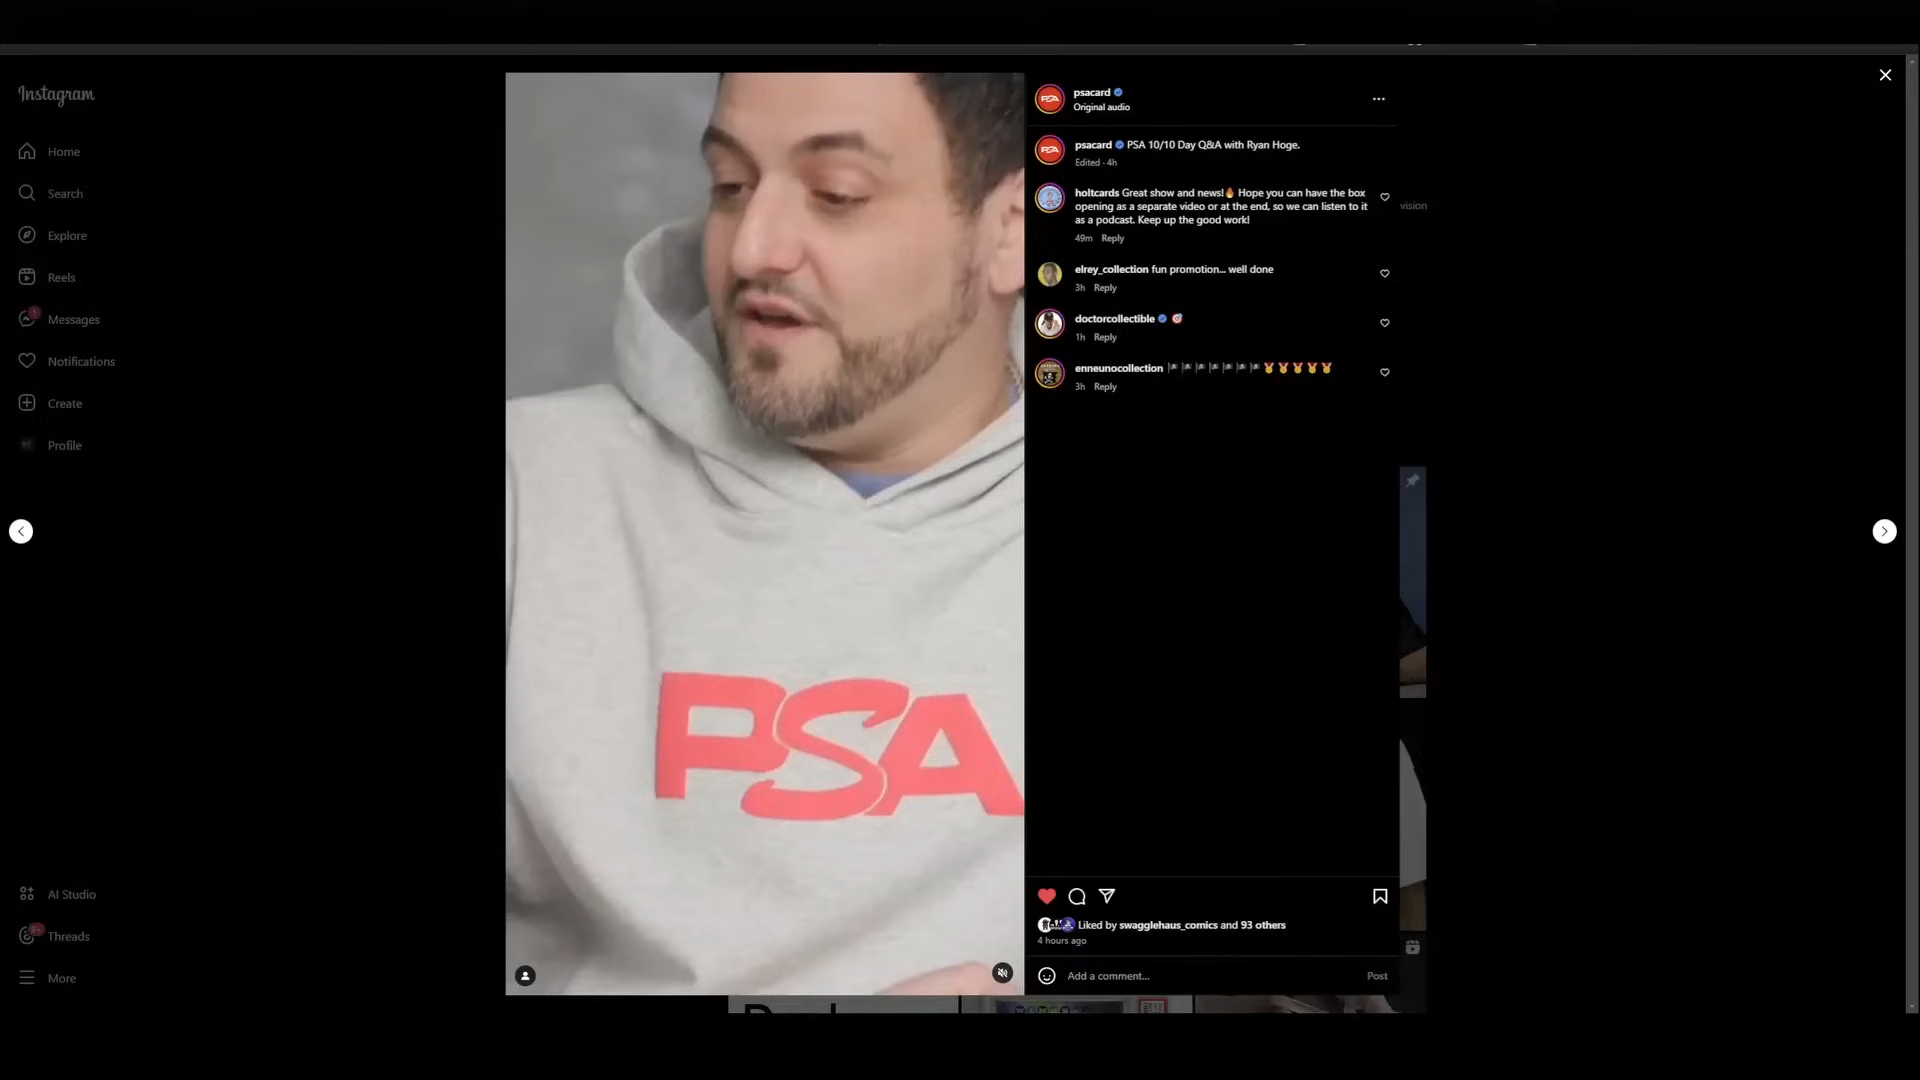 Instagram
Home
Search
Explore
Reels
1
Messages
Notifications
Create
Profile
AI Studio
9+
Threads
More
PSA
psacard
Original audio
psacard PSA 10/10 Day Q&A with Ryan Hoge.
Edited · 4h
holtcards Great show and news!🔥 Hope you can have the box
opening as a separate video or at the end, so we can listen to it
as a podcast. Keep up the good work!
49m Reply
elrey_collection fun promotion... well done
3h Reply
doctorcollectible 🎯
1h Reply
enneunocollection 🏴🏴🏴🏴🏴🏴🏴🏅🏅🏅🏅🏅
3h Reply
Liked by swagglehaus_comics and 93 others
4 hours ago
Add a comment...
Post
vision